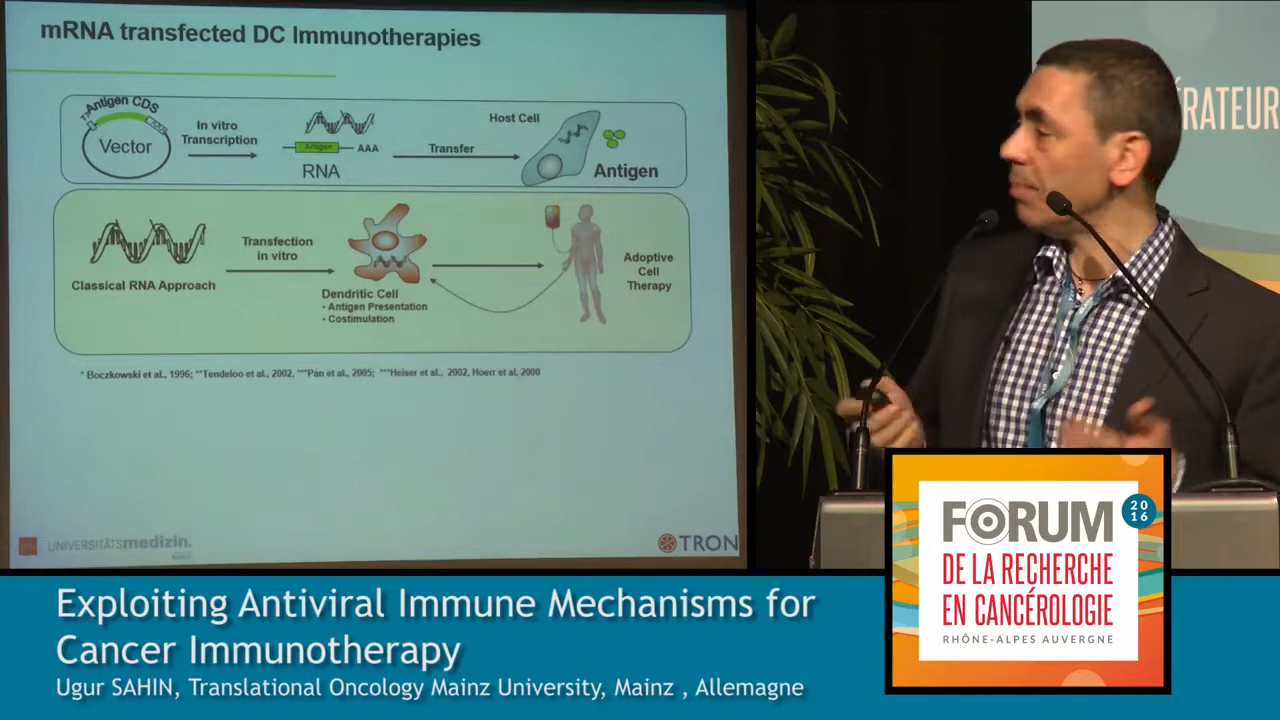 mRNA transfected DC Immunotherapies
Antigen CDS
Vector
In vitro
Transcription
Antigen
AAA
RNA
Transfer
Host Cell
Antigen
Classical RNA Approach
Transfection
in vitro
Dendritic Cell
• Antigen Presentation
• Costimulation
Adoptive
Cell
Therapy
* Boczkowski et al., 1996; **Tendeloo et al., 2002, ***Pan et al., 2005; ***Heiser et al., 2002, Hoerr et al. 2000
UNIVERSITÄTSmedizin.
TRON
ÉRATEUR
FORUM
20
16
DE LA RECHERCHE
EN CANCÉROLOGIE
RHÔNE-ALPES AUVERGNE
Exploiting Antiviral Immune Mechanisms for
Cancer Immunotherapy
Ugur SAHIN, Translational Oncology Mainz University, Mainz , Allemagne